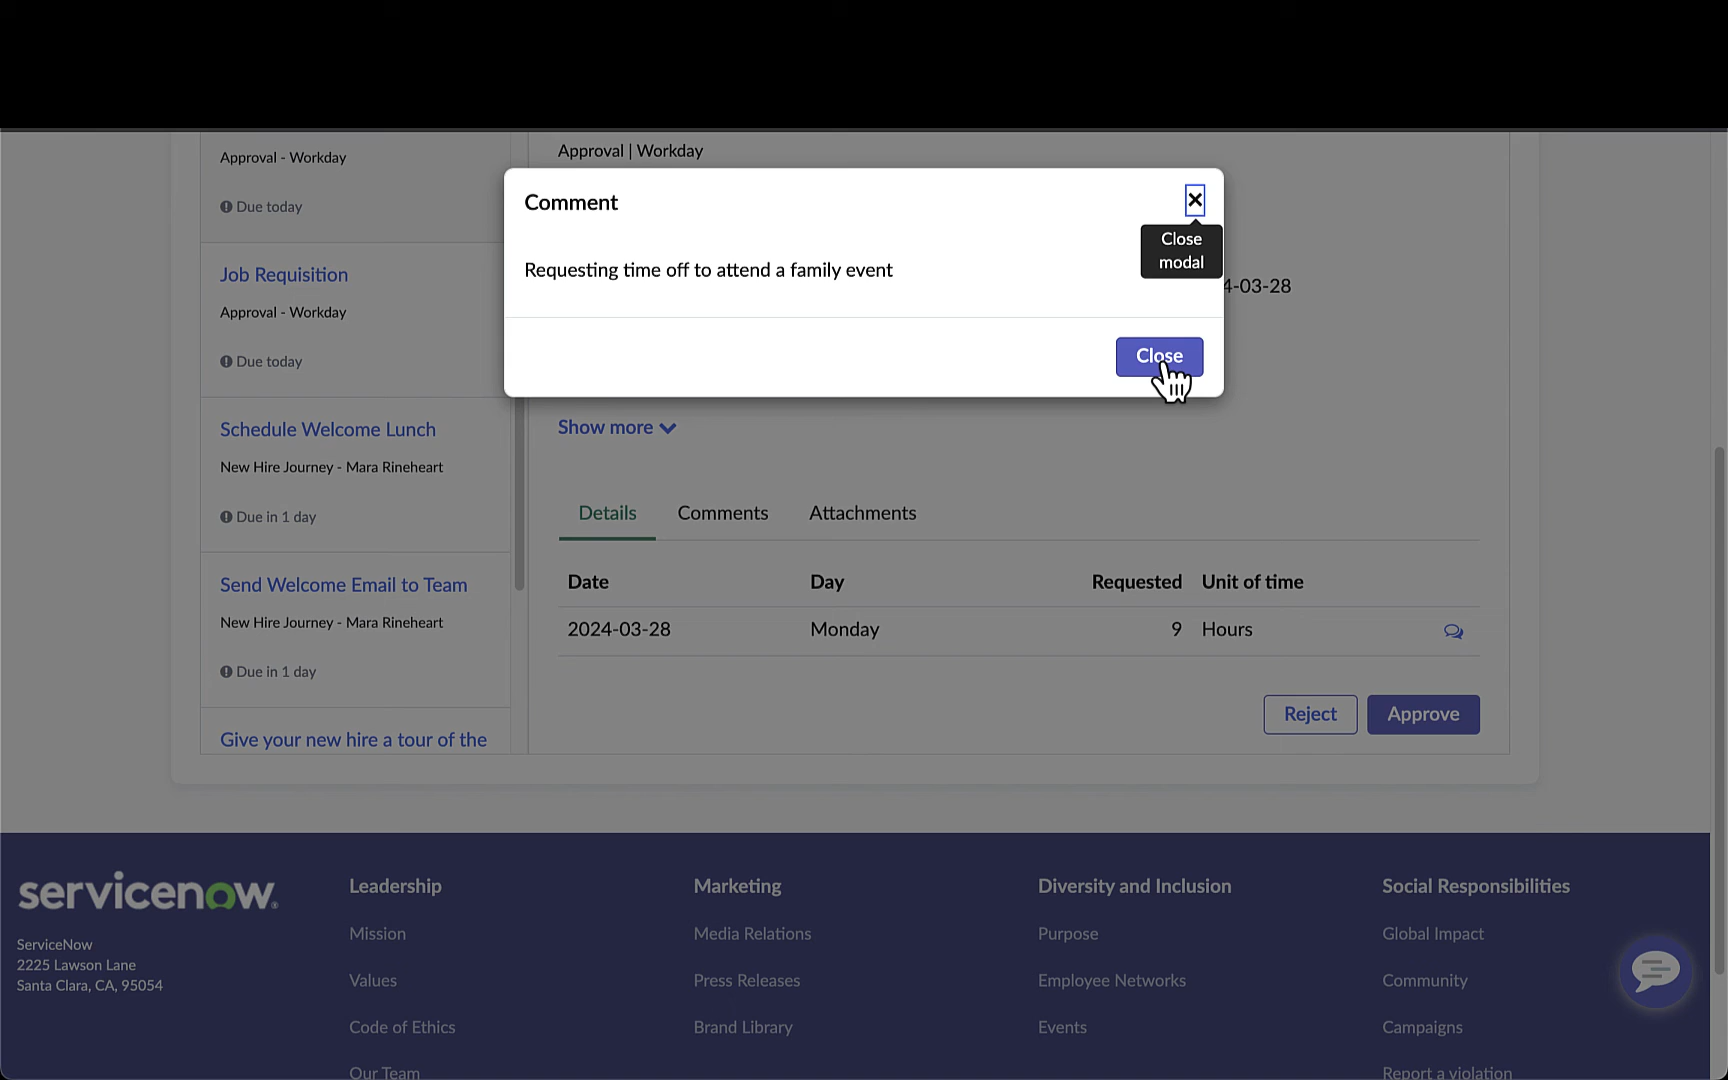 Approval - Workday
Due today
Job Requisition
Approval - Workday
Due today
Schedule Welcome Lunch
New Hire Journey - Mara Rineheart
Due in 1 day
Send Welcome Email to Team
New Hire Journey - Mara Rineheart
Due in 1 day
Give your new hire a tour of the
Approval | Workday
Comment
Close
modal
Requesting time off to attend a family event
4-03-28
Close
Show more
Details Comments Attachments
Date Day Requested Unit of time
2024-03-28 Monday 9 Hours
Reject Approve
servicenow.
ServiceNow
2225 Lawson Lane
Santa Clara, CA, 95054
Leadership
Mission
Values
Code of Ethics
Our Team
Marketing
Media Relations
Press Releases
Brand Library
Diversity and Inclusion
Purpose
Employee Networks
Events
Social Responsibilities
Global Impact
Community
Campaigns
Report a violation